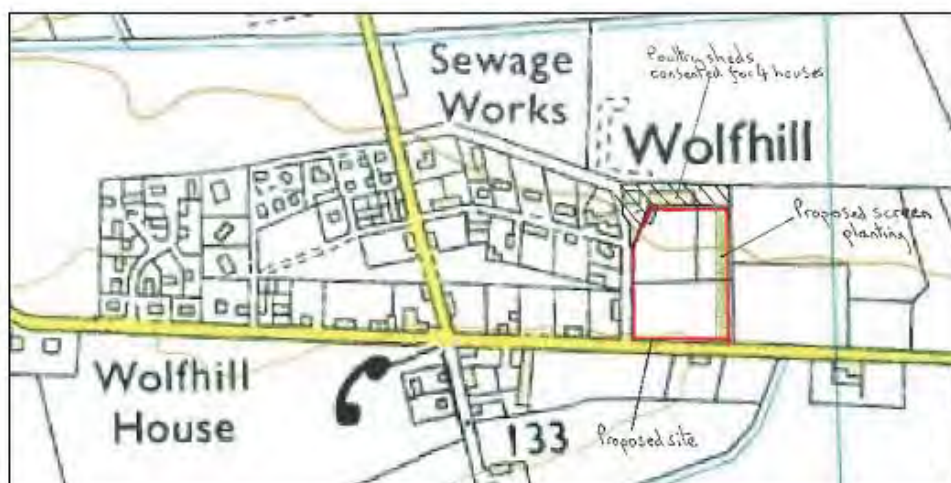 Poultry sheds
consented for 4 houses
Sewage
Works
Wolfhill
Proposed screen
planting
Wolfhill
House
133
Proposed site